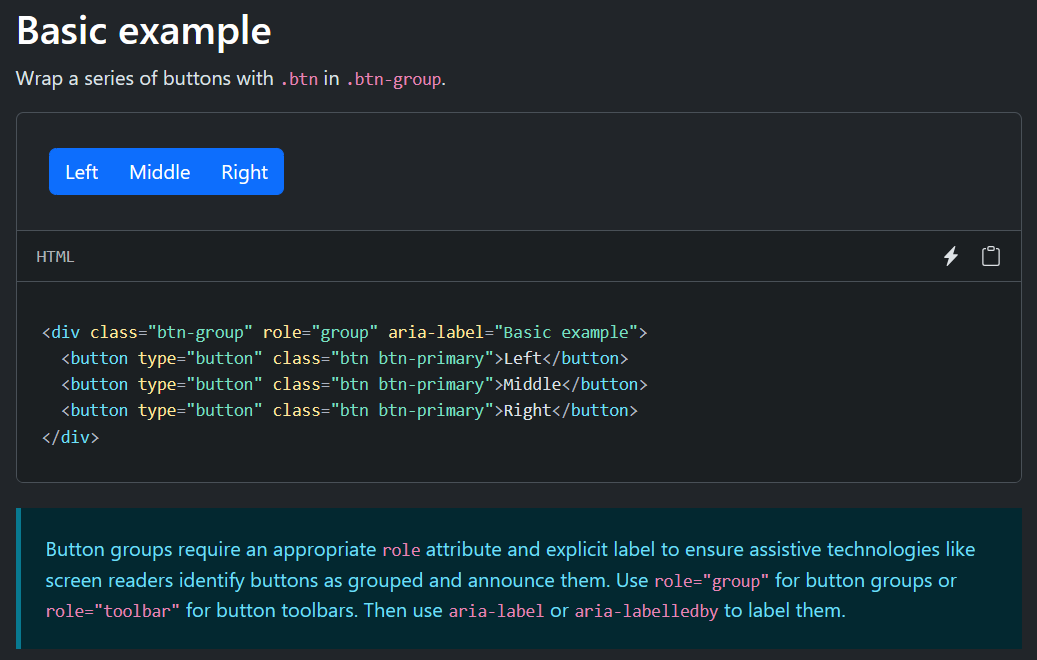 Basic example
Wrap a series of buttons with .btn in .btn-group.
Left Middle Right
HTML
<div class="btn-group" role="group" aria-label="Basic example">
  <button type="button" class="btn btn-primary">Left</button>
  <button type="button" class="btn btn-primary">Middle</button>
  <button type="button" class="btn btn-primary">Right</button>
</div>
Button groups require an appropriate role attribute and explicit label to ensure assistive technologies like
screen readers identify buttons as grouped and announce them. Use role="group" for button groups or
role="toolbar" for button toolbars. Then use aria-label or aria-labelledby to label them.